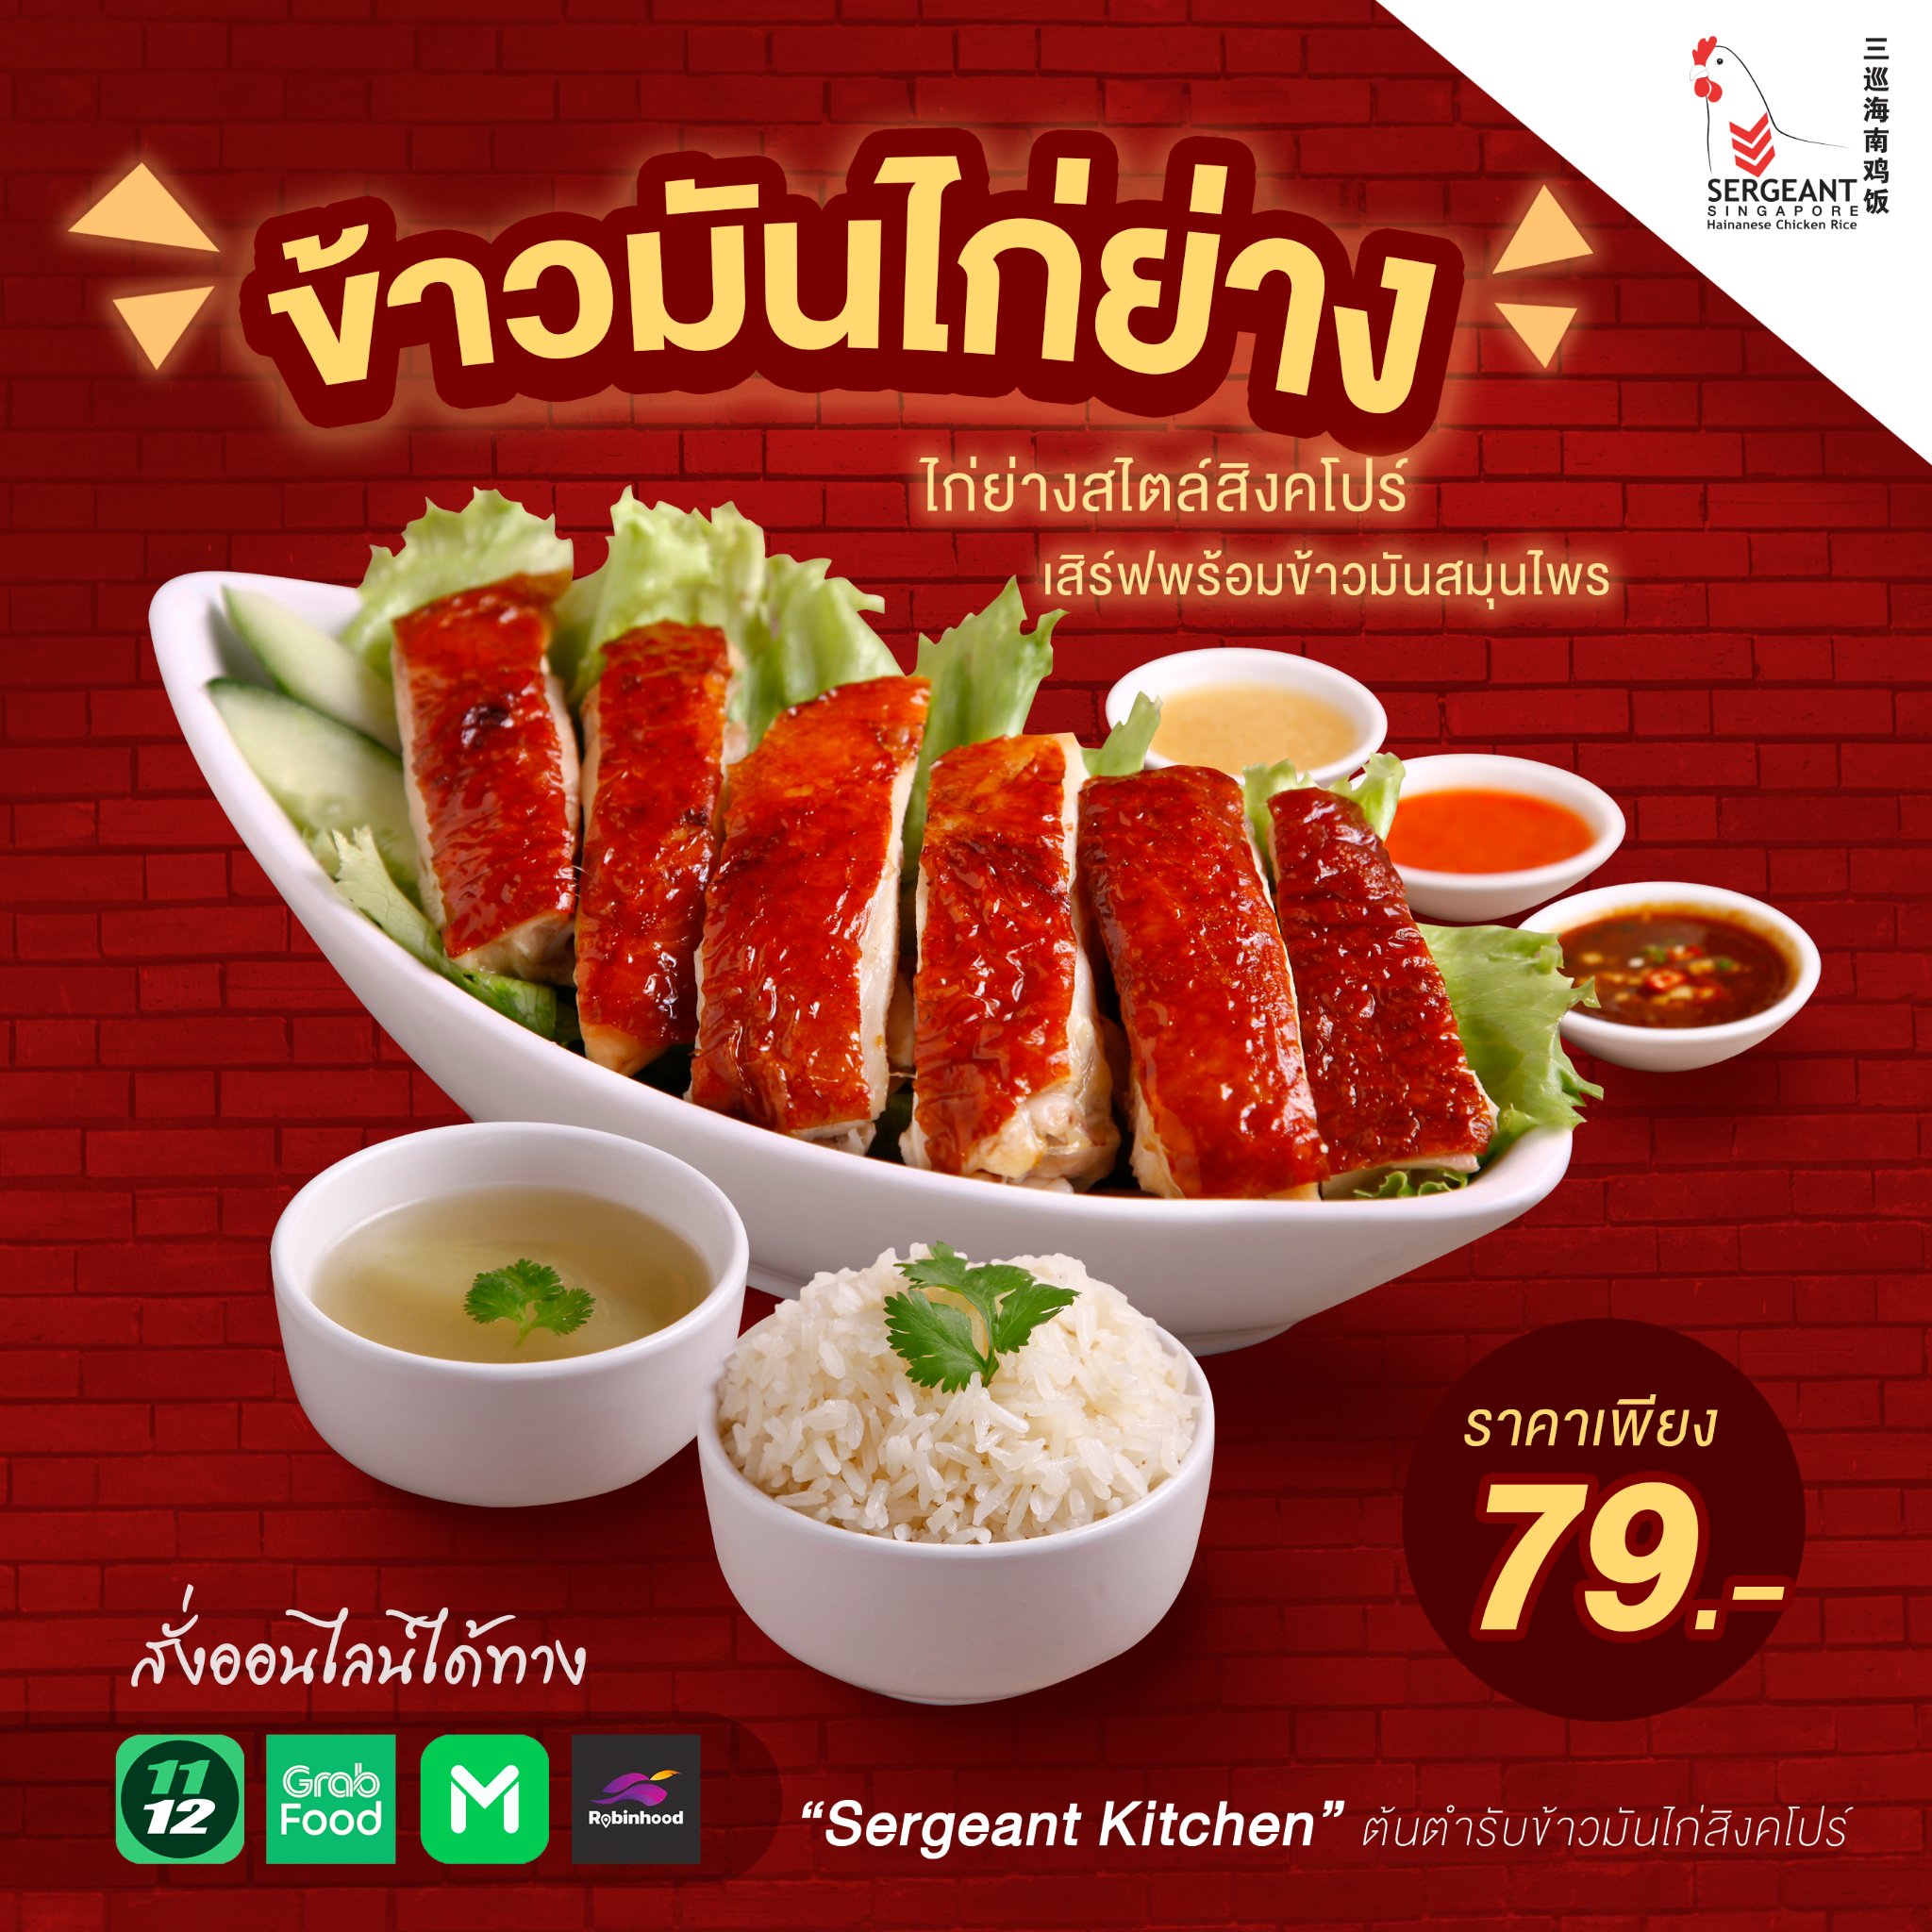 三巡海南鸡饭
SERGEANT
SINGAPORE
Hainanese Chicken Rice
ข้าวมันไก่ย่าง
ไก่ย่างสไตล์สิงคโปร์
เสิร์ฟพร้อมข้าวมันสมุนไพร
ราคาเพียง
79.-
สั่งออนไลน์ได้ทาง
11
12
Grab
Food
M
Robinhood
“Sergeant Kitchen” ต้นตำรับข้าวมันไก่สิงคโปร์